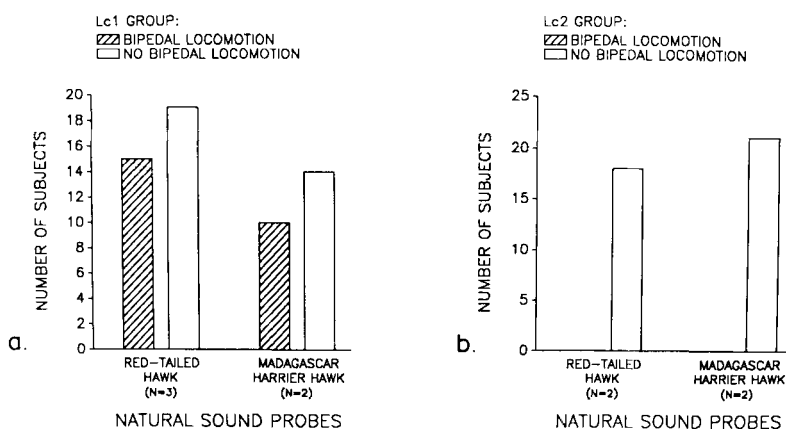 Lc1 GROUP:
BIPEDAL LOCOMOTION
NO BIPEDAL LOCOMOTION
NUMBER OF SUBJECTS
20
18
16
14
12
10
8
6
4
2
0
RED-TAILED
HAWK
(N=3)
MADAGASCAR
HARRIER HAWK
(N=2)
NATURAL SOUND PROBES
a.
Lc2 GROUP:
BIPEDAL LOCOMOTION
NO BIPEDAL LOCOMOTION
NUMBER OF SUBJECTS
25
20
15
10
5
0
RED-TAILED
HAWK
(N=2)
MADAGASCAR
HARRIER HAWK
(N=2)
NATURAL SOUND PROBES
b.